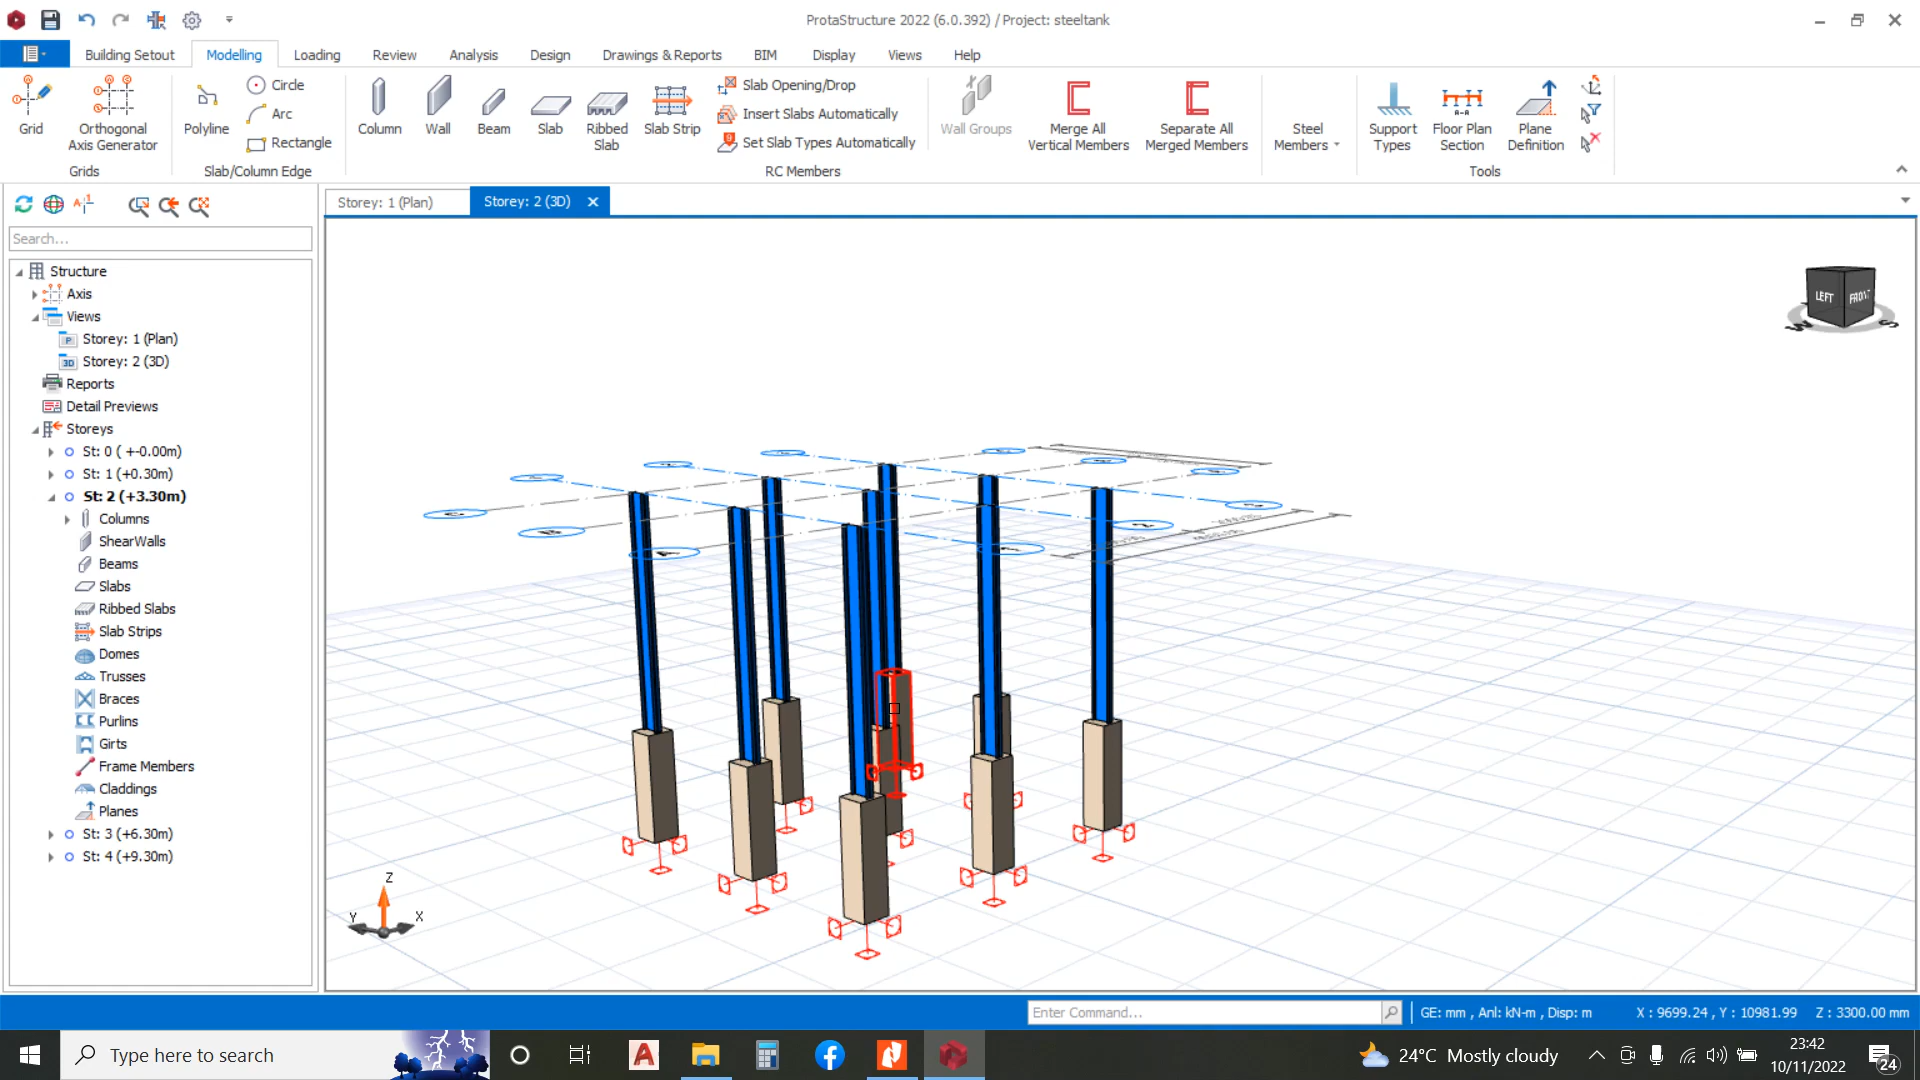 ProtaStructure 2022 (6.0.392) / Project: steeltank
Building Setout
Modelling
Loading
Review
Analysis
Design
Drawings & Reports
BIM
Display
Views
Help
Grid
Orthogonal
Axis Generator
Grids
Polyline
Circle
Arc
Rectangle
Slab/Column Edge
Column
Wall
Beam
Slab
Ribbed
Slab
Slab Strip
Slab Opening/Drop
Insert Slabs Automatically
Set Slab Types Automatically
RC Members
Wall Groups
Merge All
Vertical Members
Separate All
Merged Members
Steel
Members
Support
Types
Floor Plan
Section
Plane
Definition
Tools
Search...
Storey: 1 (Plan)
Storey: 2 (3D)
Structure
Axis
Views
Storey: 1 (Plan)
Storey: 2 (3D)
Reports
Detail Previews
Storeys
St: 0 ( +-0.00m)
St: 1 (+0.30m)
St: 2 (+3.30m)
Columns
ShearWalls
Beams
Slabs
Ribbed Slabs
Slab Strips
Domes
Trusses
Braces
Purlins
Girts
Frame Members
Claddings
Planes
St: 3 (+6.30m)
St: 4 (+9.30m)
LEFT
FRONT
W
S
Z
Y
X
Enter Command...
GE: mm , Anl: kN-m , Disp: m
X : 9699.24 , Y : 10981.99
Z : 3300.00 mm
Type here to search
24°C Mostly cloudy
23:42
10/11/2022
24